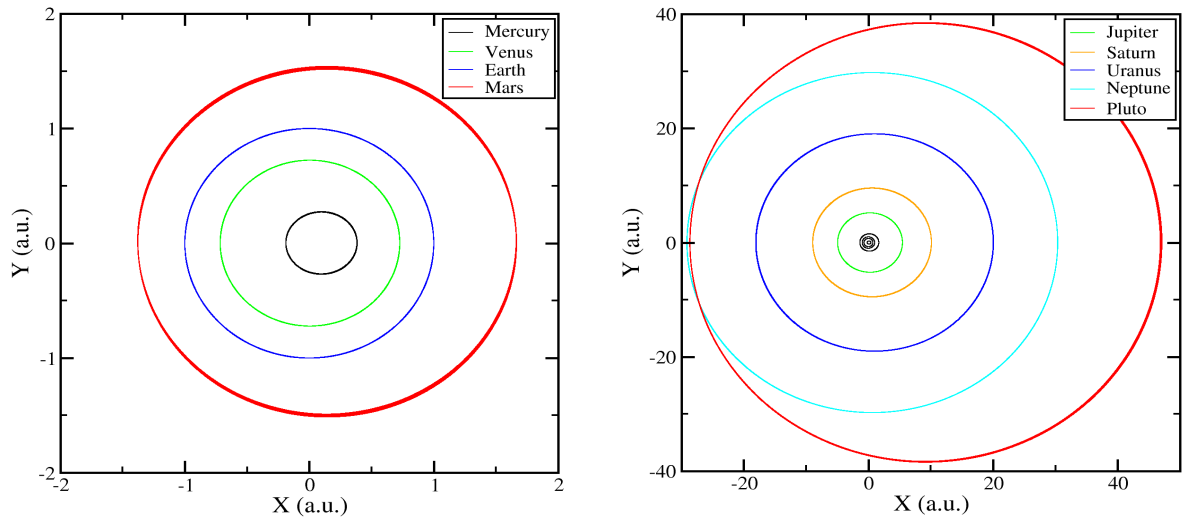 2
1
0
-1
-2
-2
-1
0
1
2
Y (a.u.)
X (a.u.)
Mercury
Venus
Earth
Mars
40
20
0
-20
-40
-20
0
20
40
Y (a.u.)
X (a.u.)
Jupiter
Saturn
Uranus
Neptune
Pluto